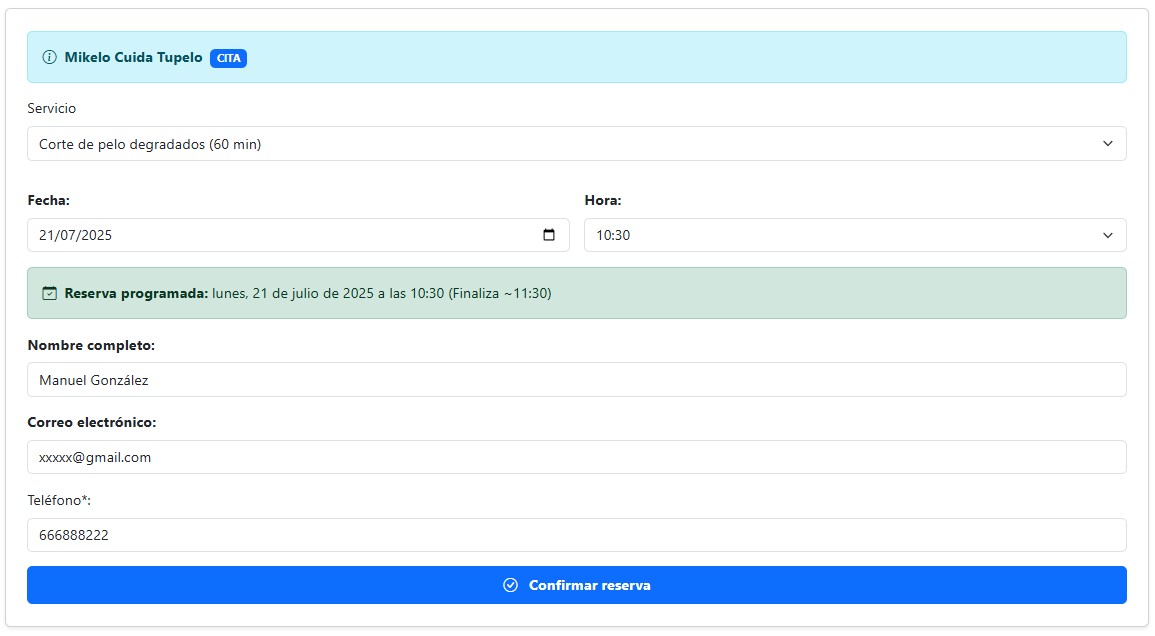 Mikelo Cuida Tupelo CITA
Servicio
Corte de pelo degradados (60 min)
Fecha: Hora:
21/07/2025 10:30
Reserva programada: lunes, 21 de julio de 2025 a las 10:30 (Finaliza ~11:30)
Nombre completo:
Manuel González
Correo electrónico:
xxxxx@gmail.com
Teléfono*:
666888222
Confirmar reserva